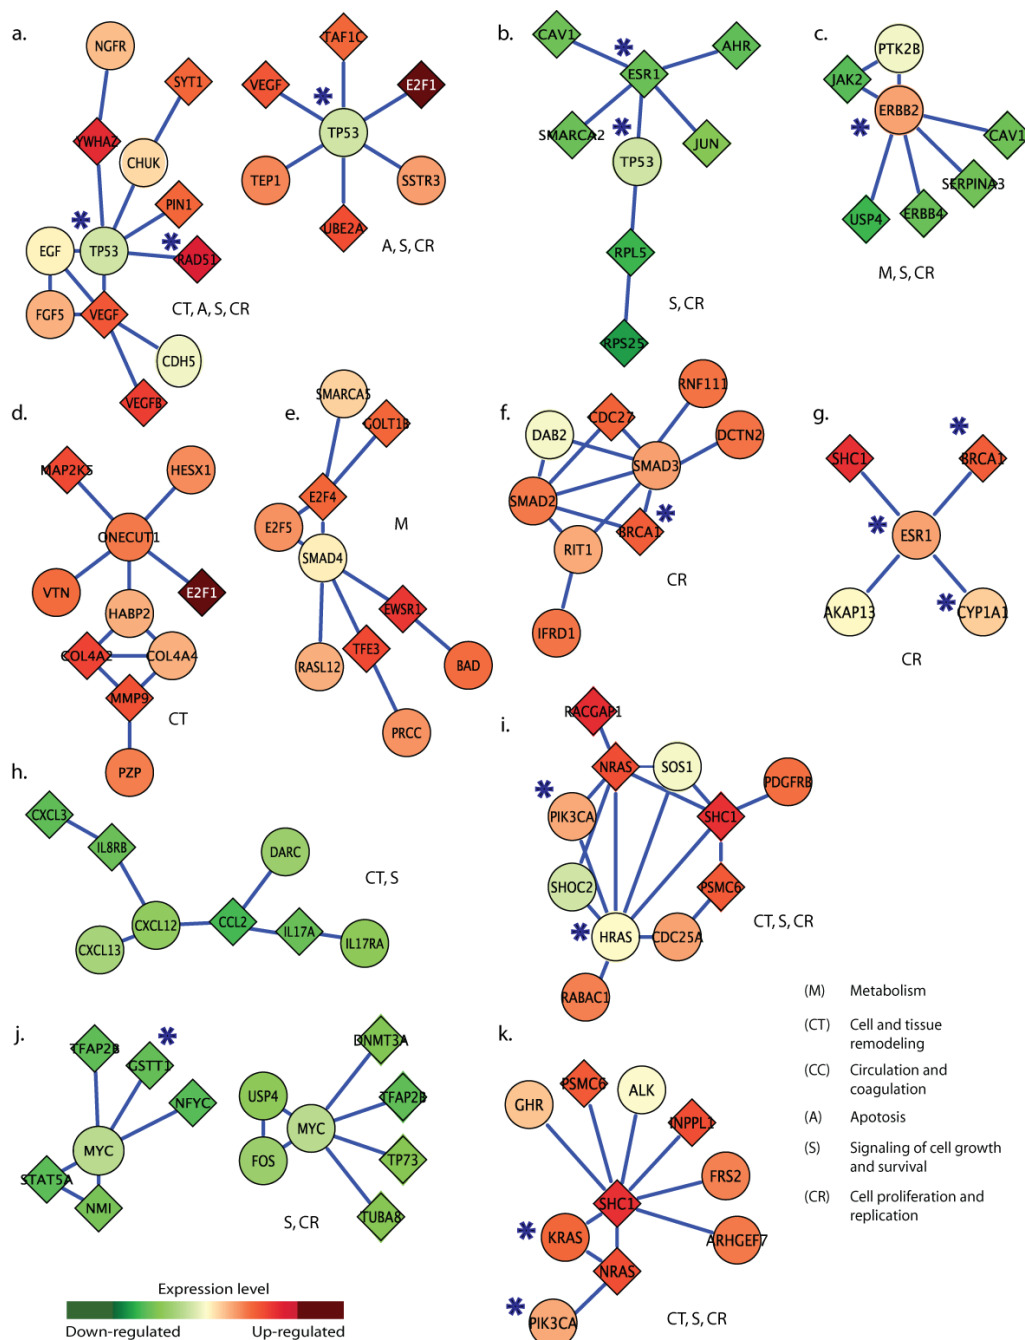 a.
NGFR
SYT1
YWHAZ
CHUK
PIN1
EGF
TP53
RAD51
FGF5
VEGF
CDH5
VEGFB
CT, A, S, CR
TAF1C
VEGF
E2F1
TP53
TEP1
SSTR3
UBE2A
A, S, CR
b.
CAV1
AHR
ESR1
SMARCA2
JUN
TP53
RPL5
RPS25
S, CR
c.
PTK2B
JAK2
ERBB2
CAV1
SERPINA3
ERBB4
USP4
M, S, CR
d.
MAP2K5
HESX1
ONECUT1
VTN
E2F1
HABP2
COL4A2
COL4A4
MMP9
PZP
CT
e.
SMARCA5
GOLT1B
E2F4
E2F5
SMAD4
M
EWSR1
TFE3
RASL12
BAD
PRCC
f.
RNF111
CDC27
DAB2
DCTN2
SMAD3
SMAD2
BRCA1
RIT1
IFRD1
CR
g.
SHC1
BRCA1
ESR1
AKAP13
CYP1A1
CR
h.
CXCL3
IL8RB
DARC
CXCL12
CCL2
IL17A
IL17RA
CXCL13
CT, S
i.
RACGAP1
NRAS
SOS1
PDGFRB
PIK3CA
SHC1
SHOC2
PSMC6
HRAS
CDC25A
RABAC1
CT, S, CR
j.
TFAP2B
GSTT1
NFYC
MYC
STAT5A
NMI
DNMT3A
USP4
TFAP2B
MYC
FOS
TP73
TUBA8
S, CR
k.
PSMC6
ALK
GHR
INPPL1
FRS2
SHC1
KRAS
ARHGEF7
NRAS
PIK3CA
CT, S, CR
(M) Metabolism
(CT) Cell and tissue
remodeling
(CC) Circulation and
coagulation
(A) Apotosis
(S) Signaling of cell growth
and survival
(CR) Cell proliferation and
replication
Expression level
Down-regulated Up-regulated